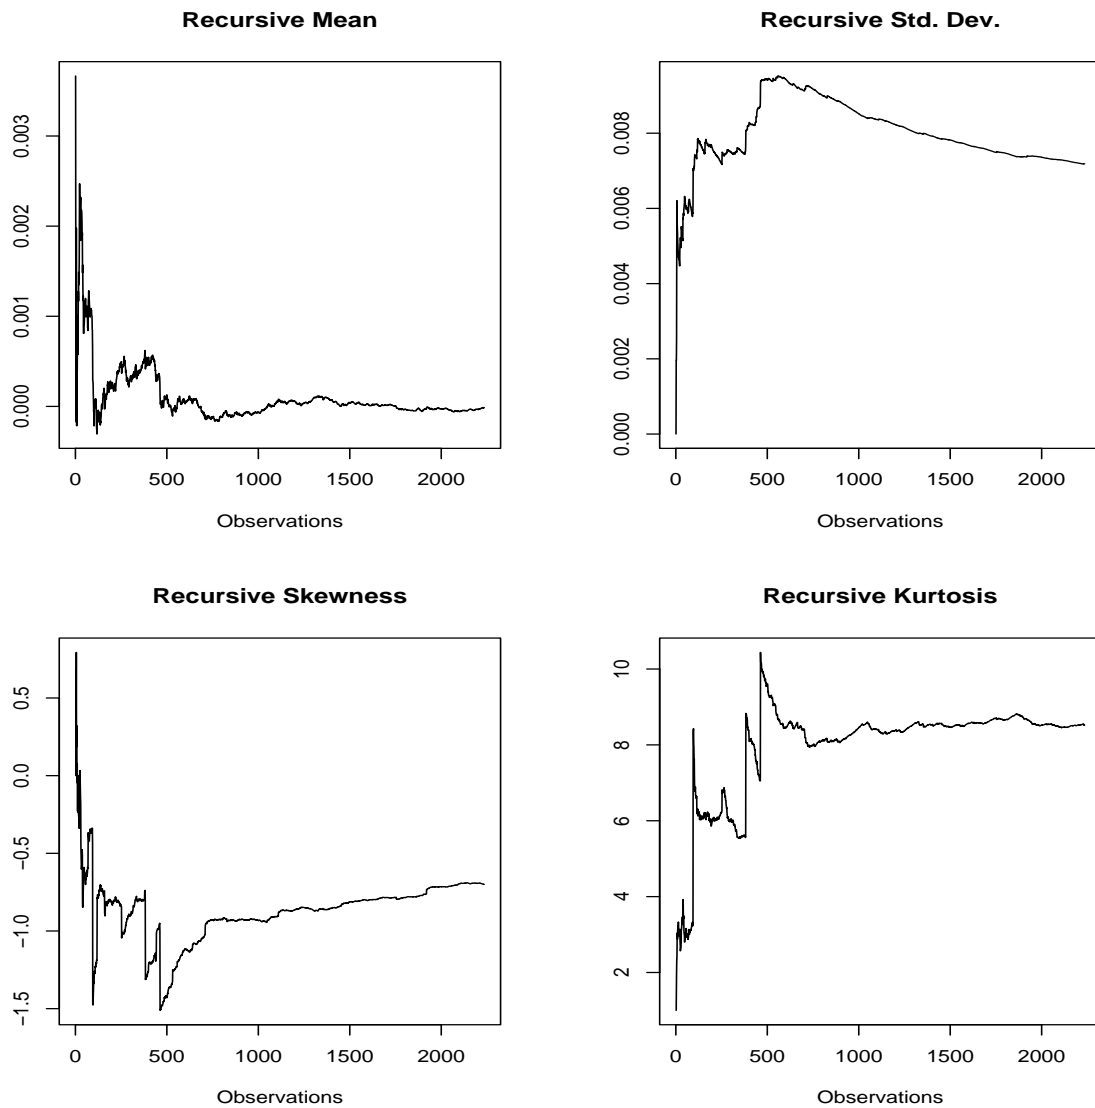 Recursive Mean
0.003
0.002
0.001
0.000
0 500 1000 1500 2000
Observations
Recursive Std. Dev.
0.008
0.006
0.004
0.002
0.000
0 500 1000 1500 2000
Observations
Recursive Skewness
0.5
0.0
−0.5
−1.0
−1.5
0 500 1000 1500 2000
Observations
Recursive Kurtosis
10
8
6
4
2
0 500 1000 1500 2000
Observations